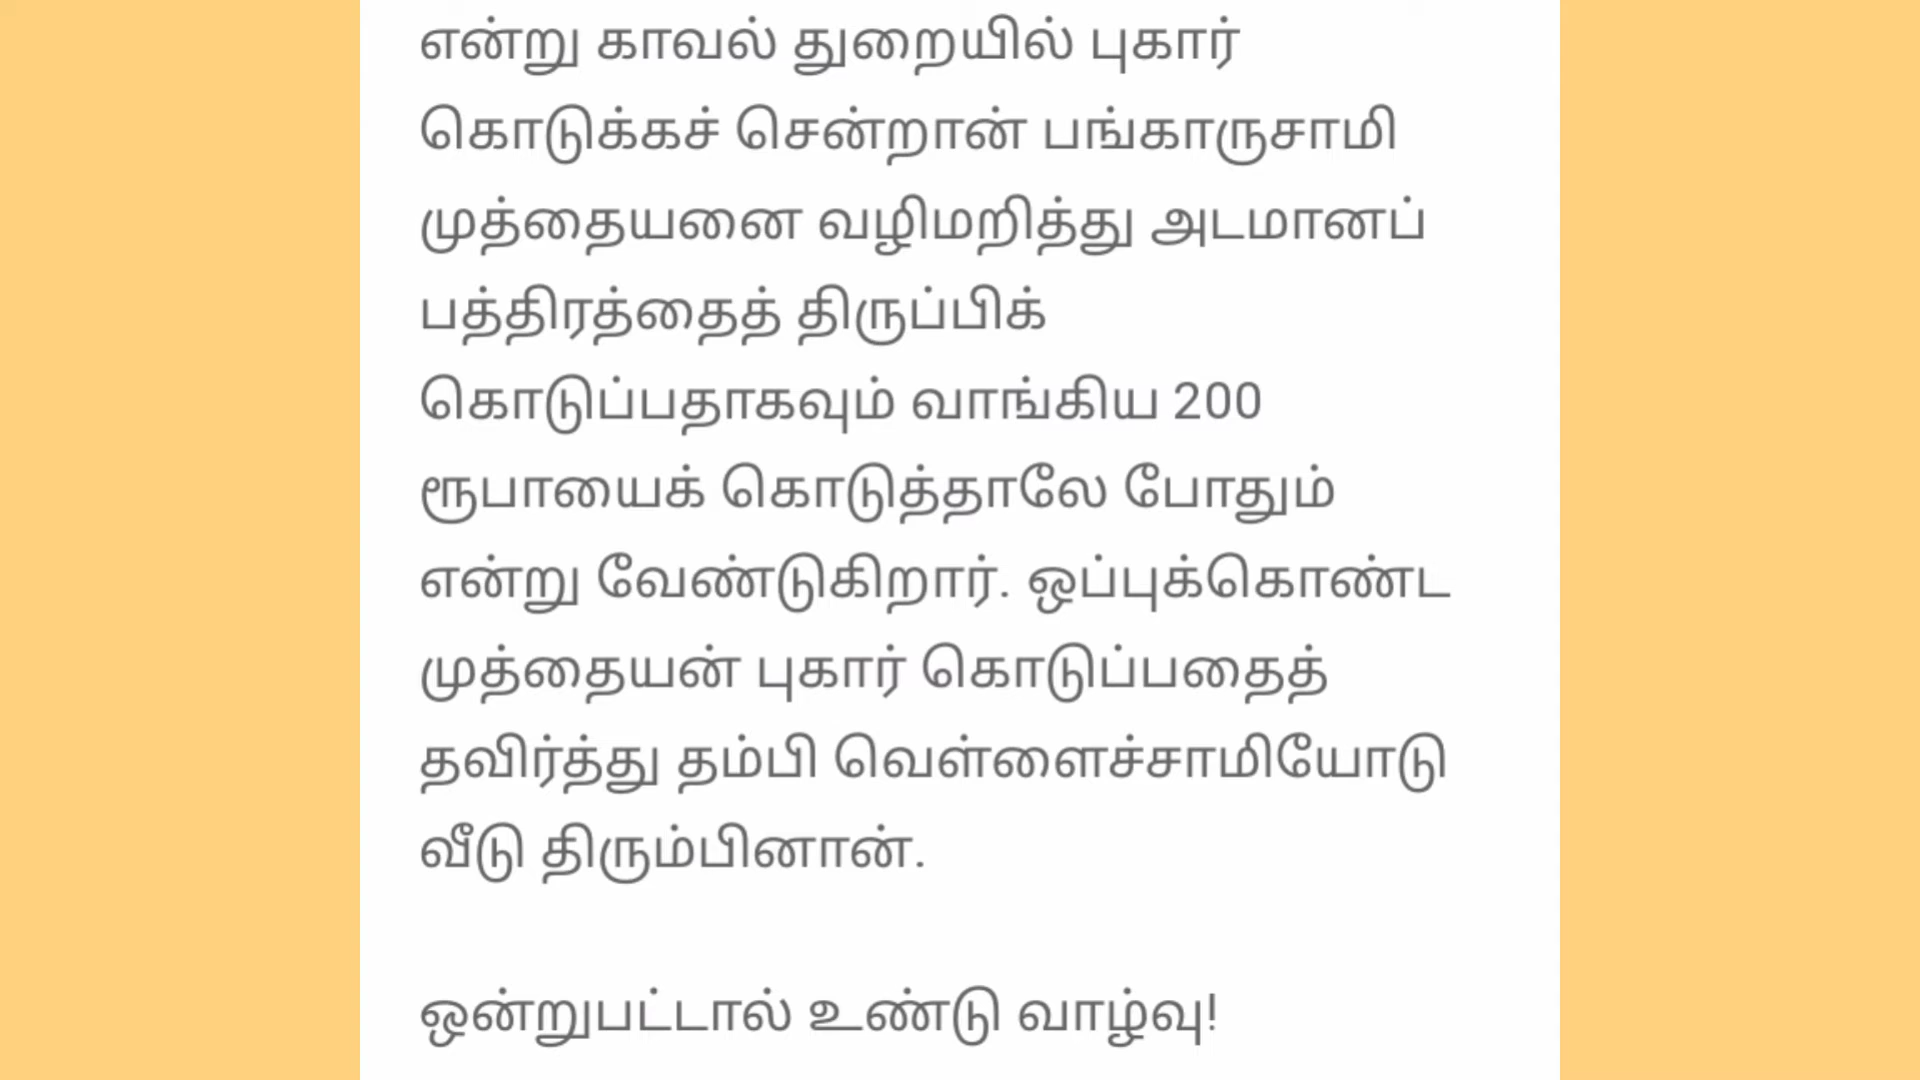 என்று காவல் துறையில் புகார்
கொடுக்கச் சென்றான் பங்காருசாமி
முத்தையனை வழிமறித்து அடமானப்
பத்திரத்தைத் திருப்பிக்
கொடுப்பதாகவும் வாங்கிய 200
ரூபாயைக் கொடுத்தாலே போதும்
என்று வேண்டுகிறார். ஒப்புக்கொண்ட
முத்தையன் புகார் கொடுப்பதைத்
தவிர்த்து தம்பி வெள்ளைச்சாமியோடு
வீடு திரும்பினான்.
ஒன்றுபட்டால் உண்டு வாழ்வு!